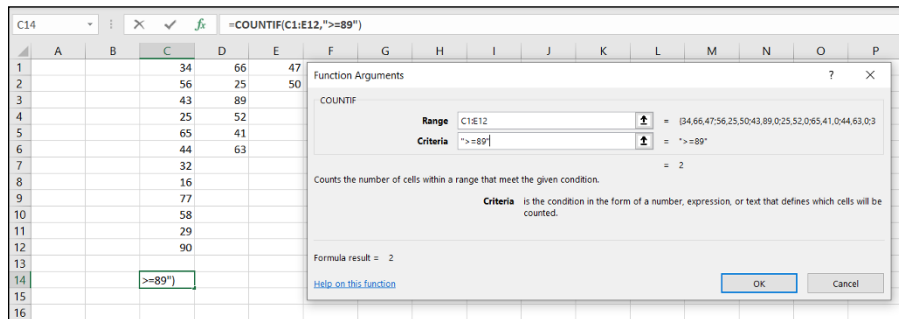 C14 fx =COUNTIF(C1:E12,">=89")
A B C D E F G H I J K L M N O P
1 34 66 47
2 56 25 50
3 43 89
4 25 52
5 65 41
6 44 63
7 32
8 16
9 77
10 58
11 29
12 90
13
14 >=89")
15
16
Function Arguments ? ×
COUNTIF
Range C1:E12 = {34,66,47;56,25,50;43,89,0;25,52,0;65,41,0;44,63,0;3
Criteria ">=89" = ">=89"
= 2
Counts the number of cells within a range that meet the given condition.
Criteria is the condition in the form of a number, expression, or text that defines which cells will be
counted.
Formula result = 2
Help on this function OK Cancel